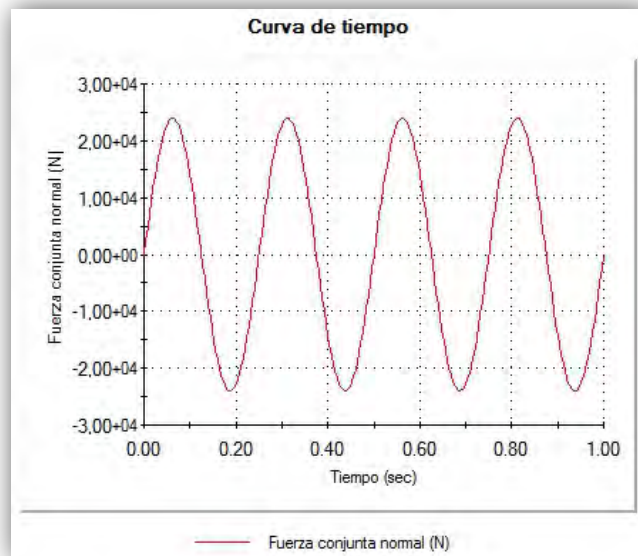 Curva de tiempo
3,00+04
2,00+04
1,00+04
0,00+00
-1,00+04
-2,00+04
-3,00+04
Fuerza conjunta normal (N)
0.00 0.20 0.40 0.60 0.80 1.00
Tiempo (sec)
Fuerza conjunta normal (N)